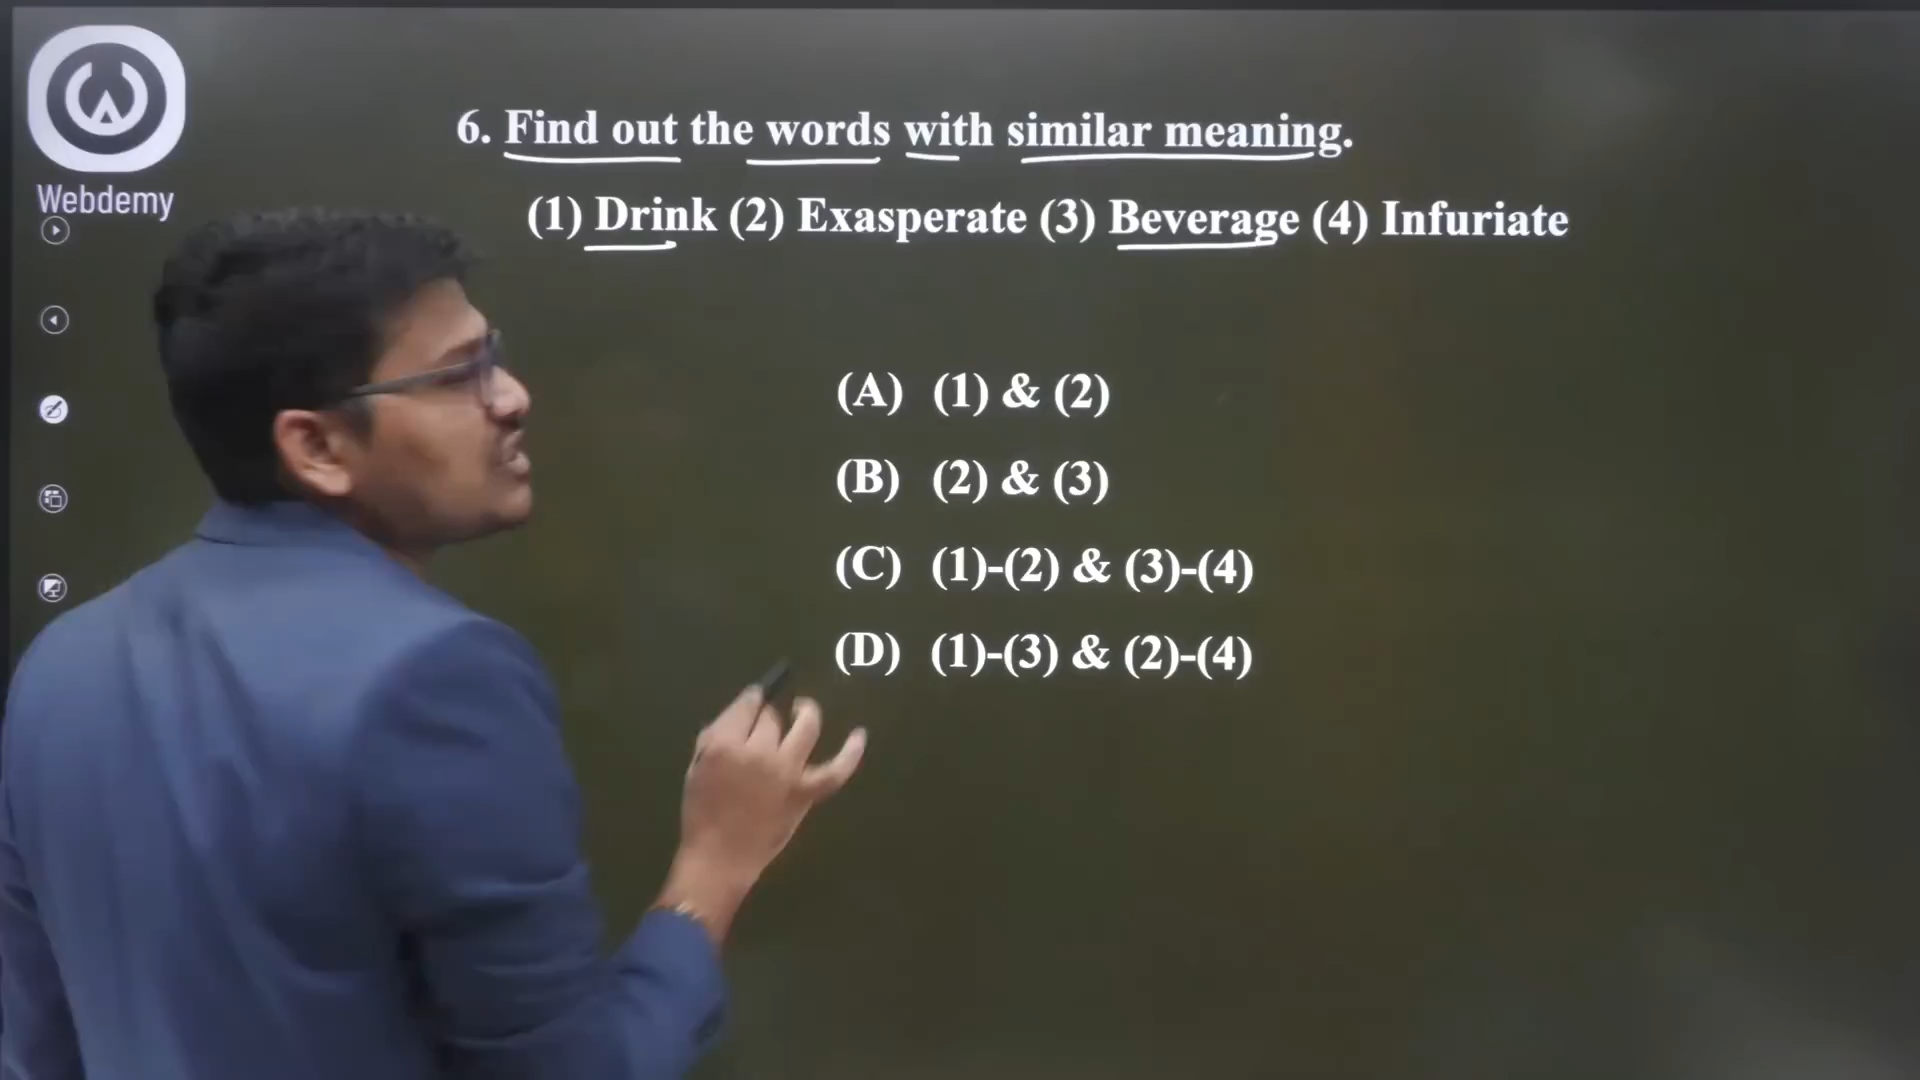 Webdemy
6. Find out the words with similar meaning.
(1) Drink (2) Exasperate (3) Beverage (4) Infuriate
(A) (1) & (2)
(B) (2) & (3)
(C) (1)-(2) & (3)-(4)
(D) (1)-(3) & (2)-(4)